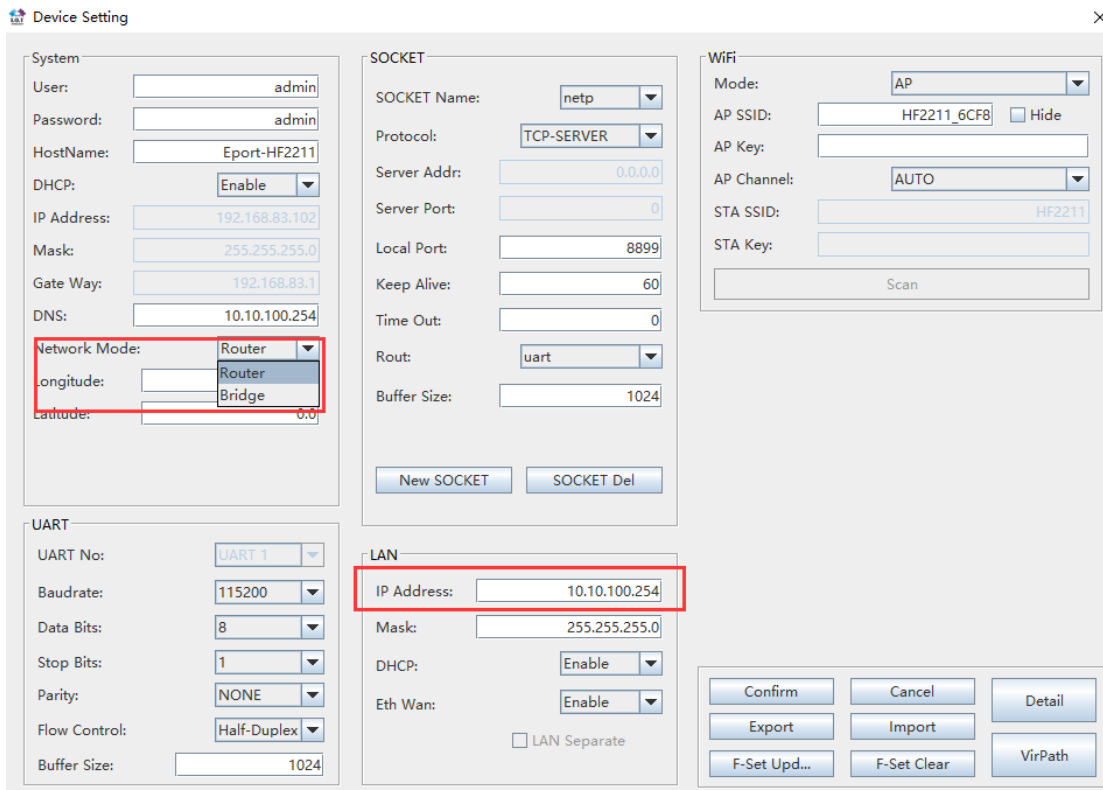 Device Setting
System
User: admin
Password: admin
HostName: Eport-HF2211
DHCP: Enable
IP Address: 192.168.83.102
Mask: 255.255.255.0
Gate Way: 192.168.83.1
DNS: 10.10.100.254
Network Mode: Router
Router
Longitude:
Bridge
Latitude: 0.0
UART
UART No: UART 1
Baudrate: 115200
Data Bits: 8
Stop Bits: 1
Parity: NONE
Flow Control: Half-Duplex
Buffer Size: 1024
SOCKET
SOCKET Name: netp
Protocol: TCP-SERVER
Server Addr: 0.0.0.0
Server Port: 0
Local Port: 8899
Keep Alive: 60
Time Out: 0
Rout: uart
Buffer Size: 1024
New SOCKET SOCKET Del
LAN
IP Address: 10.10.100.254
Mask: 255.255.255.0
DHCP: Enable
Eth Wan: Enable
LAN Separate
WiFi
Mode: AP
AP SSID: HF2211_6CF8 Hide
AP Key:
AP Channel: AUTO
STA SSID: HF2211
STA Key:
Scan
Confirm Cancel Detail
Export Import
F-Set Upd... F-Set Clear VirPath